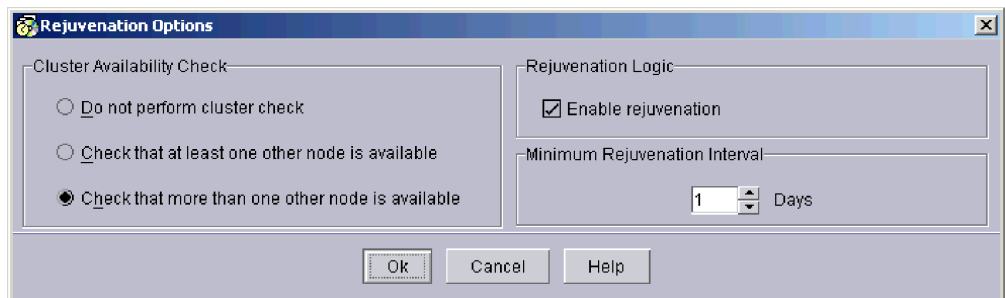 Rejuvenation Options
Cluster Availability Check
Do not perform cluster check
Check that at least one other node is available
Check that more than one other node is available
Rejuvenation Logic
Enable rejuvenation
Minimum Rejuvenation Interval
1 Days
Ok Cancel Help